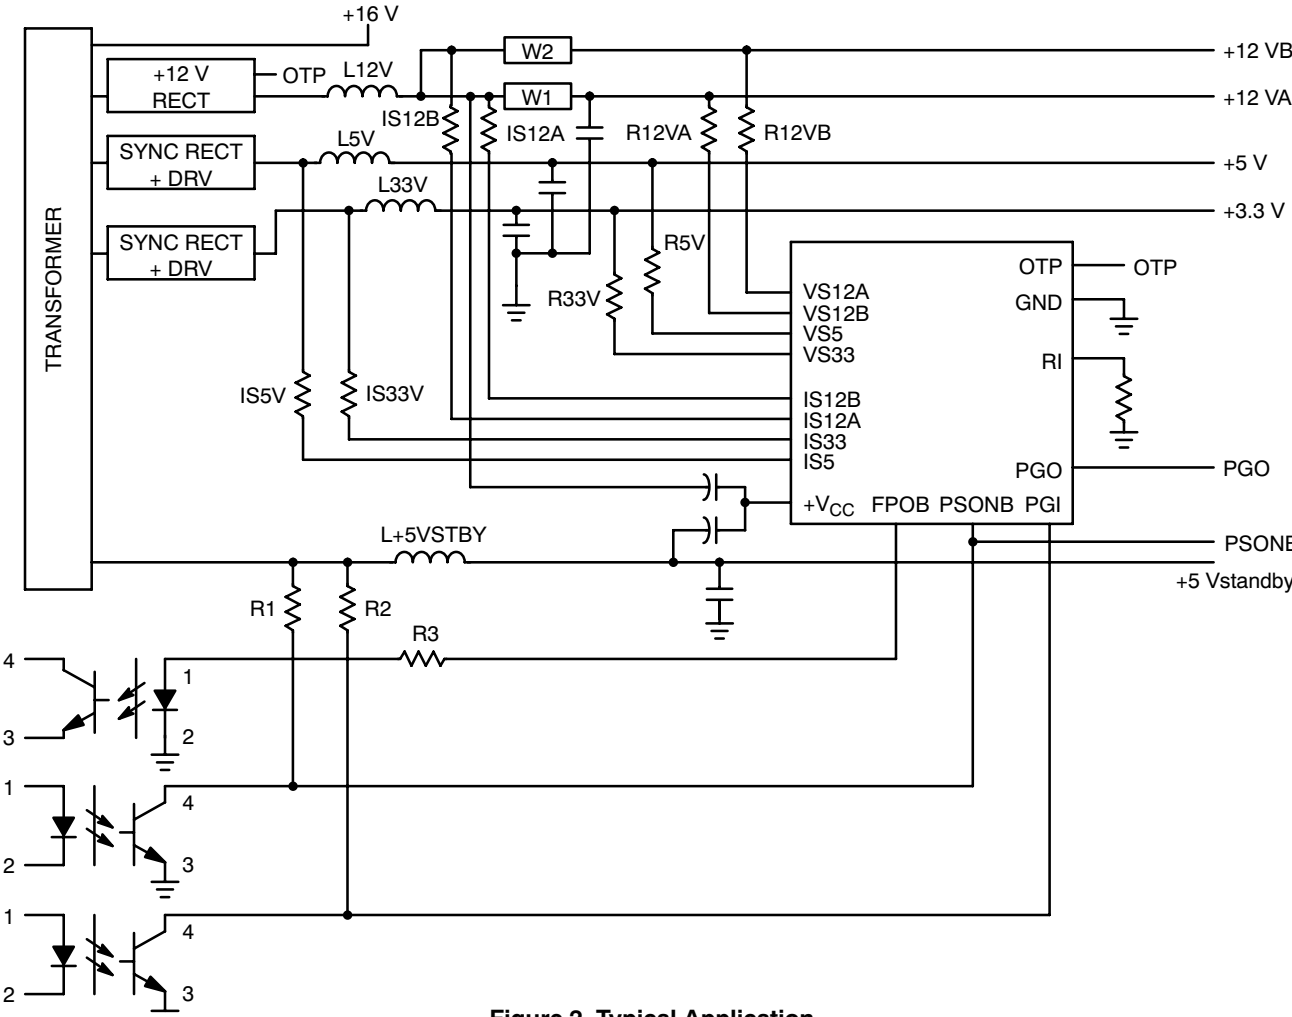 +16 V
+12 V
RECT
OTP
L12V
W2
+12 VB
W1
+12 VA
IS12B
IS12A
R12VA
R12VB
SYNC RECT
+ DRV
L5V
+5 V
L33V
+3.3 V
SYNC RECT
+ DRV
TRANSFORMER
R5V
R33V
OTP
OTP
GND
RI
VS12A
VS12B
VS5
VS33
IS5V
IS33V
IS12B
IS12A
IS33
IS5
PGO
PGO
+VCC
FPOB
PSONB
PGI
L+5VSTBY
PSONB
+5 Vstandby
R1
R2
R3
4
1
3
2
1
4
2
3
1
4
2
3
Figure 2. Typical Application